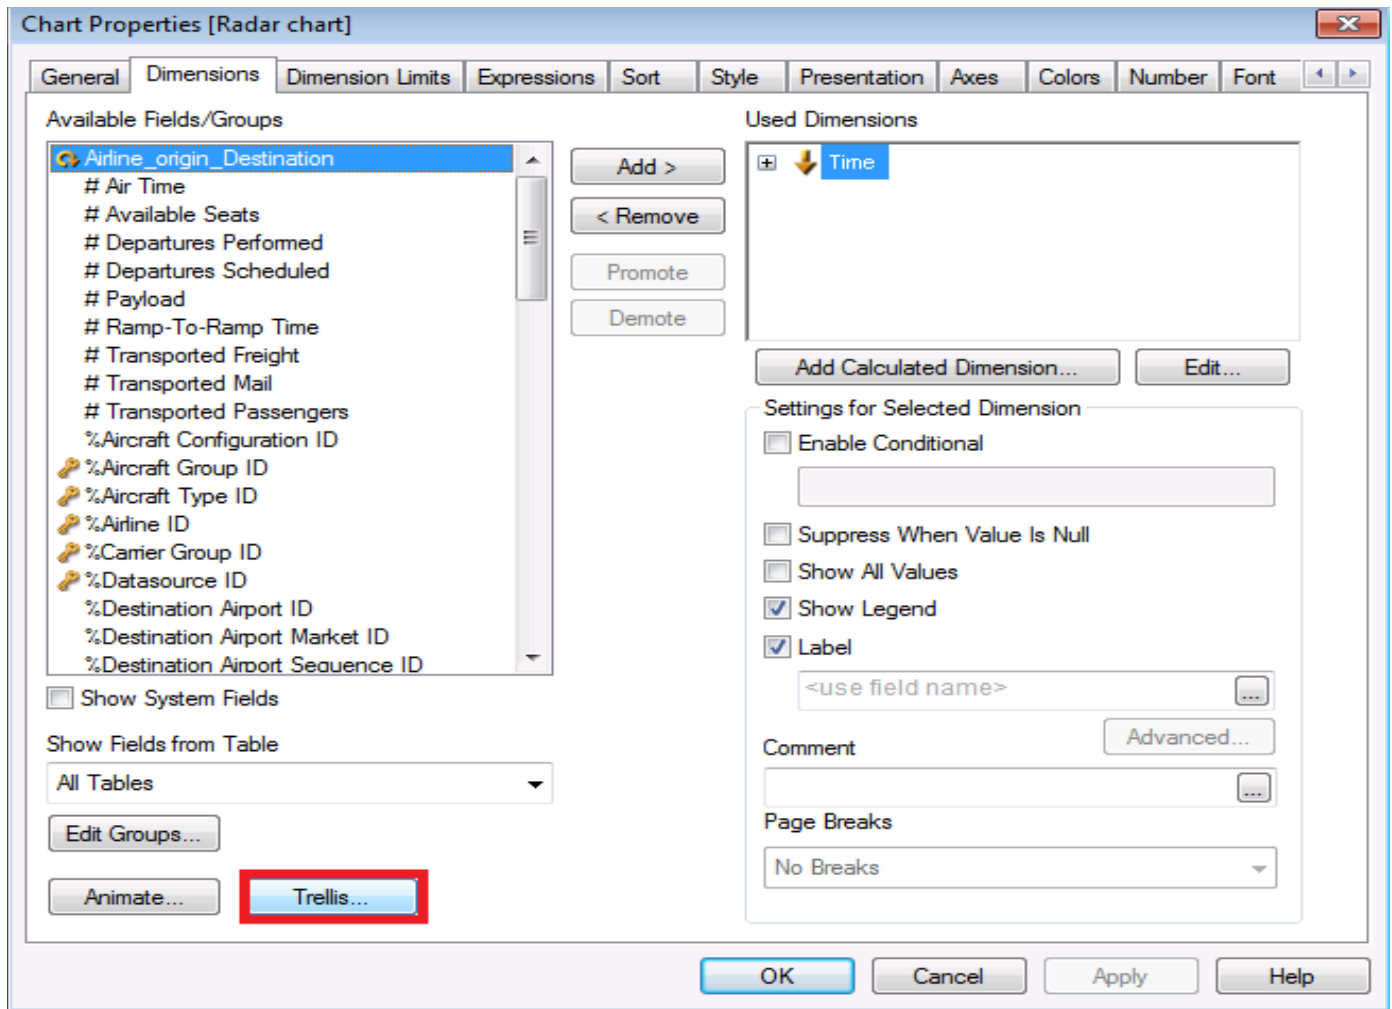 Chart Properties [Radar chart]
General Dimensions Dimension Limits Expressions Sort Style Presentation Axes Colors Number Font
Available Fields/Groups
Airline_origin_Destination
# Air Time
# Available Seats
# Departures Performed
# Departures Scheduled
# Payload
# Ramp-To-Ramp Time
# Transported Freight
# Transported Mail
# Transported Passengers
%Aircraft Configuration ID
%Aircraft Group ID
%Aircraft Type ID
%Airline ID
%Carrier Group ID
%Datasource ID
%Destination Airport ID
%Destination Airport Market ID
%Destination Airport Sequence ID
Show System Fields
Show Fields from Table
All Tables
Edit Groups...
Animate...
Trellis...
Add >
< Remove
Promote
Demote
Used Dimensions
Time
Add Calculated Dimension...
Edit...
Settings for Selected Dimension
Enable Conditional
Suppress When Value Is Null
Show All Values
Show Legend
Label
<use field name>
...
Advanced...
Comment
...
Page Breaks
No Breaks
OK
Cancel
Apply
Help